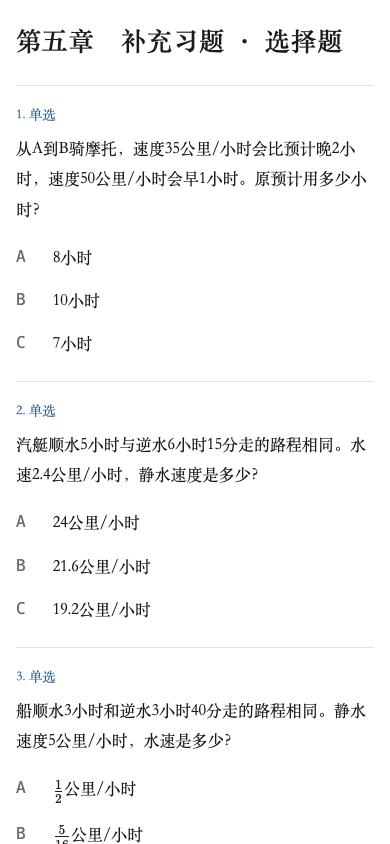 第五章　补充习题 · 选择题
1. 单选
从A到B骑摩托，速度35公里/小时会比预计晚2小
时，速度50公里/小时会早1小时。原预计用多少小
时?
A 8小时
B 10小时
C 7小时
2. 单选
汽艇顺水5小时与逆水6小时15分走的路程相同。水
速2.4公里/小时，静水速度是多少?
A 24公里/小时
B 21.6公里/小时
C 19.2公里/小时
3. 单选
船顺水3小时和逆水3小时40分走的路程相同。静水
速度5公里/小时，水速是多少?
A 1/2公里/小时
B 5/16公里/小时